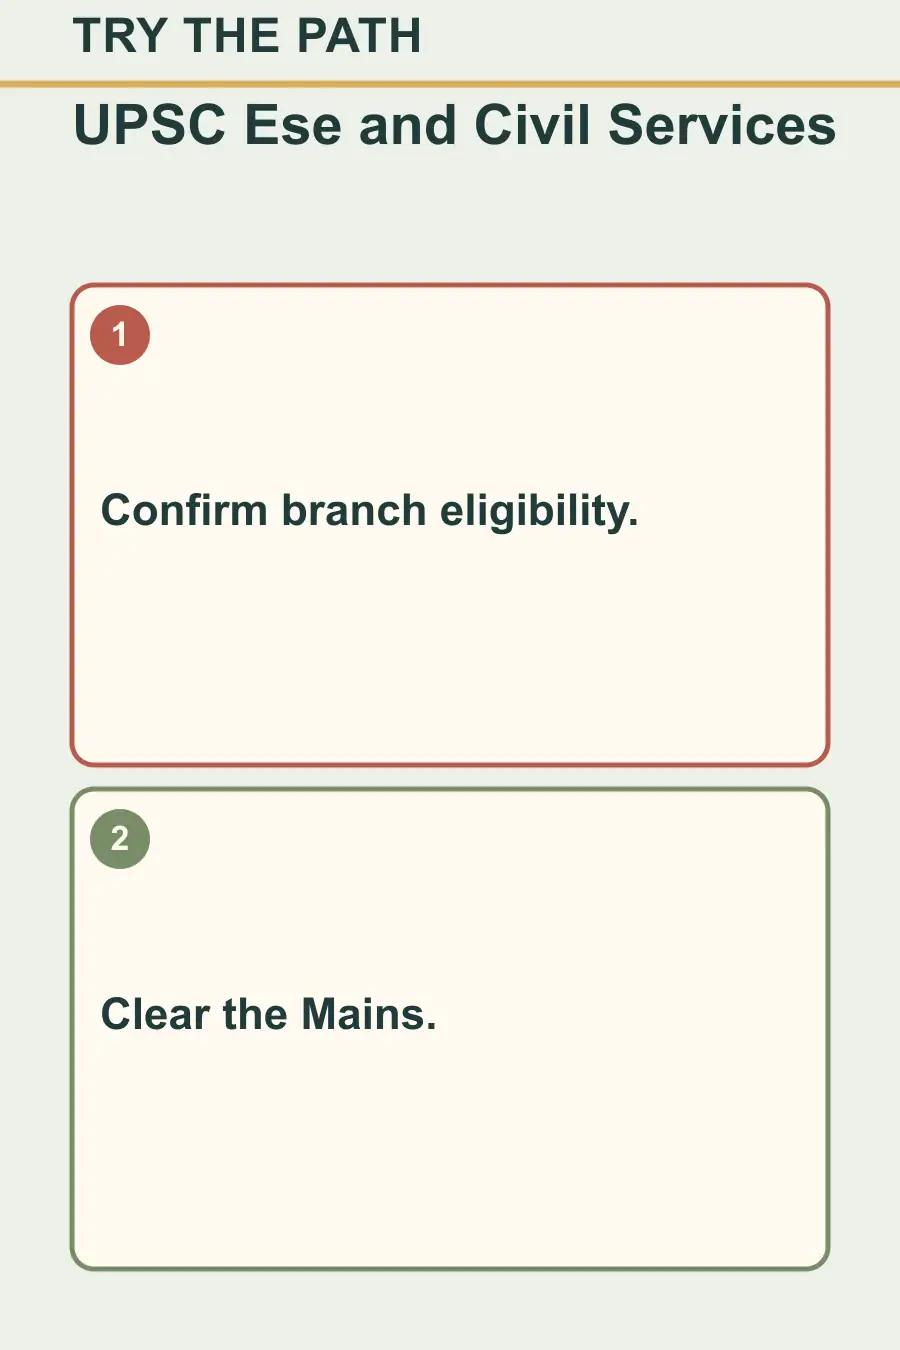 TRY THE PATH
UPSC Ese and Civil Services
1
Confirm branch eligibility.
2
Clear the Mains.